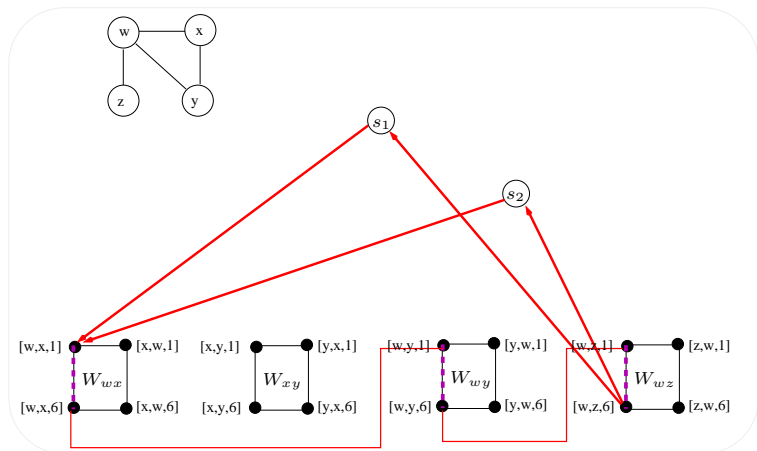 w x
z y
s1
s2
[w,x,1] [x,w,1] [x,y,1] [y,x,1] [w,y,1] [y,w,1] [w,z,1] [z,w,1]
Wwx Wxy Wwy Wwz
[w,x,6] [x,w,6] [x,y,6] [y,x,6] [w,y,6] [y,w,6] [w,z,6] [z,w,6]